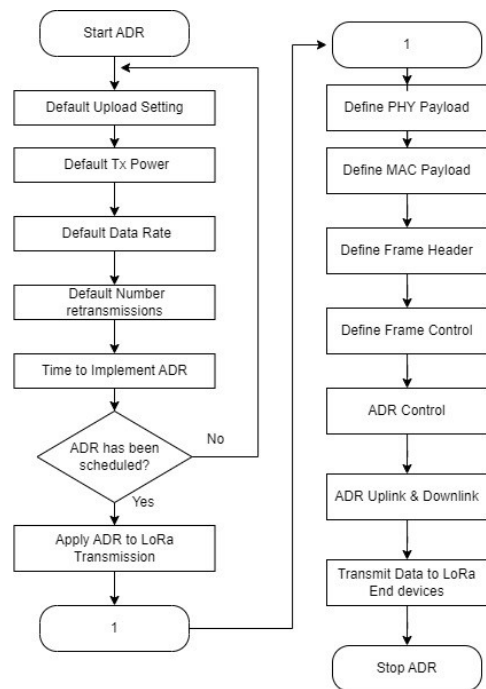 Start ADR
Default Upload Setting
Default Tx Power
Default Data Rate
Default Number
retransmissions
Time to Implement ADR
ADR has been
scheduled?
No
Yes
Apply ADR to LoRa
Transmission
1
1
Define PHY Payload
Define MAC Payload
Define Frame Header
Define Frame Control
ADR Control
ADR Uplink & Downlink
Transmit Data to LoRa
End devices
Stop ADR